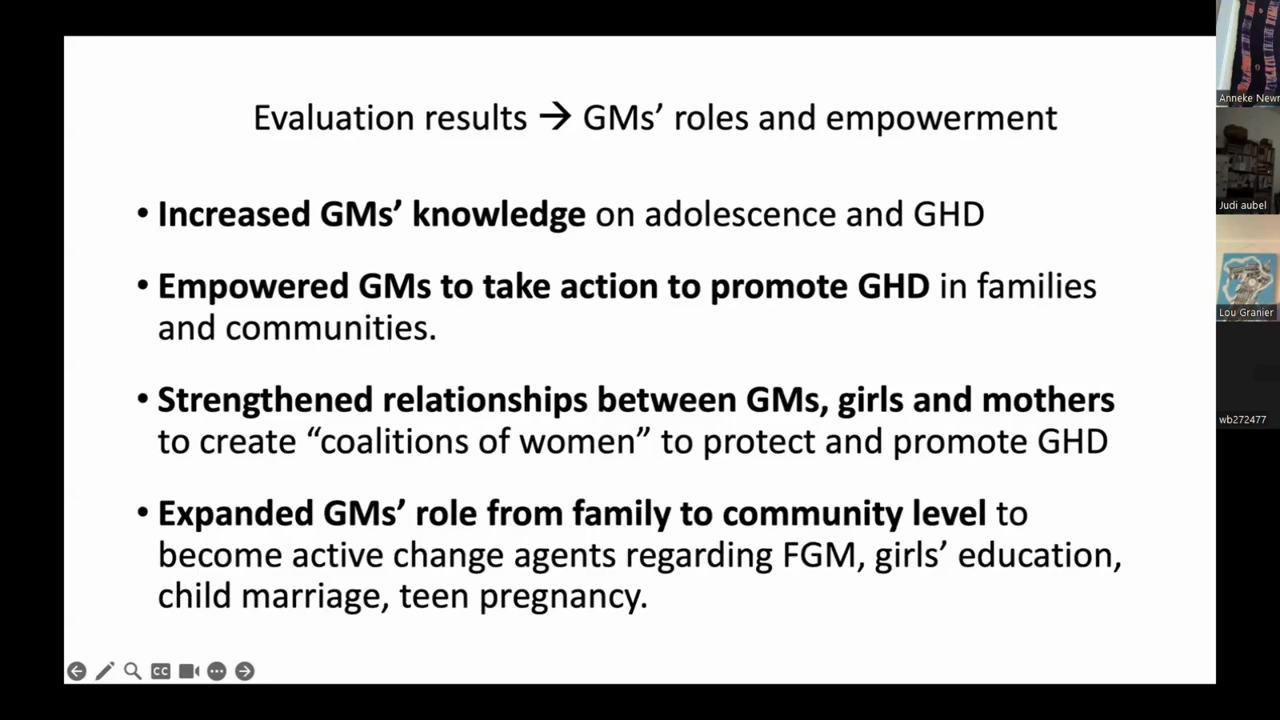 Evaluation results → GMs’ roles and empowerment
• Increased GMs’ knowledge on adolescence and GHD
• Empowered GMs to take action to promote GHD in families
and communities.
• Strengthened relationships between GMs, girls and mothers
to create “coalitions of women” to protect and promote GHD
• Expanded GMs’ role from family to community level to
become active change agents regarding FGM, girls’ education,
child marriage, teen pregnancy.
CC
Anneke Newr
Judi aubel
Lou Granier
wb272477